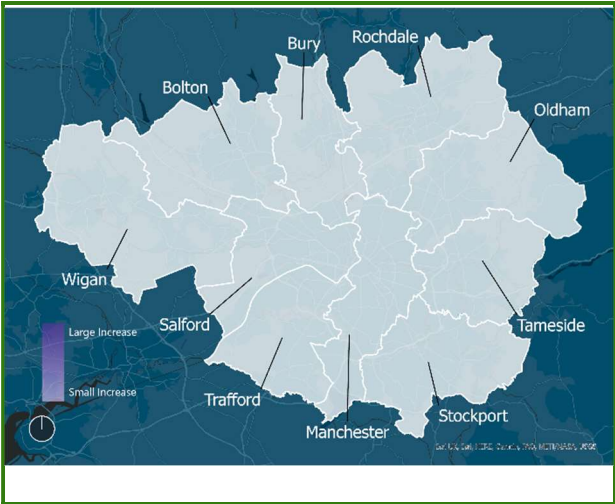 Rochdale
Bury
Bolton
Oldham
Wigan
Salford
Tameside
Large Increase
Small Increase
Trafford
Stockport
Manchester